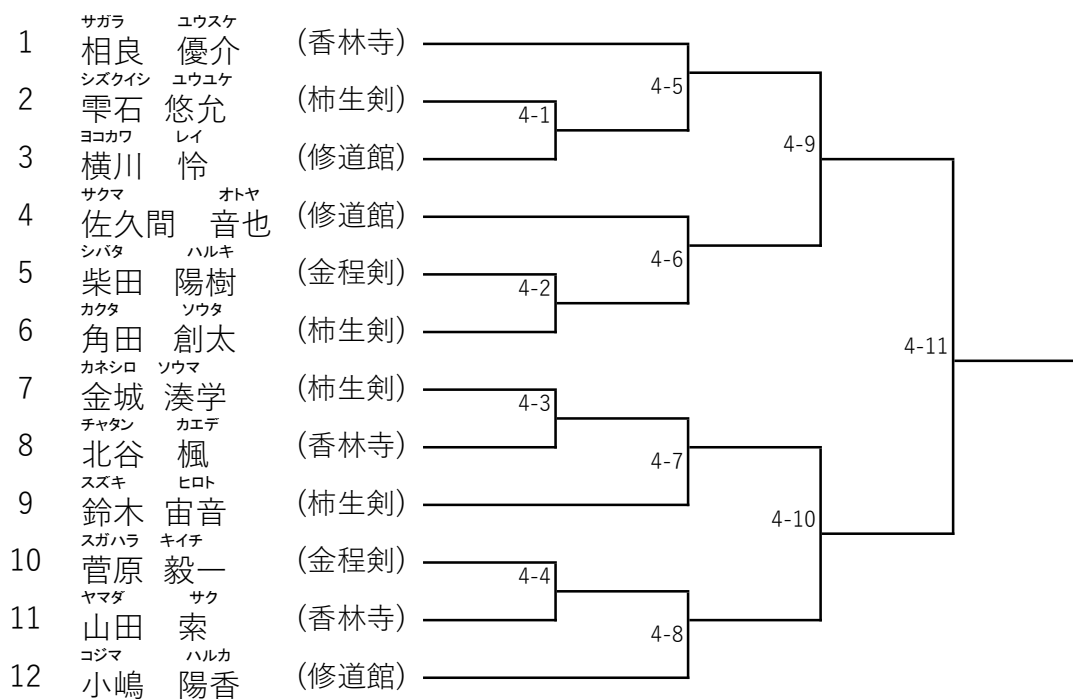 サガラ ユウスケ
1 相良 優介 (香林寺)
シズクイシ ユウユケ
2 雫石 悠允 (柿生剣)
ヨコカワ レイ
3 横川 怜 (修道館)
サクマ オトヤ
4 佐久間 音也 (修道館)
シバタ ハルキ
5 柴田 陽樹 (金程剣)
カクタ ソウタ
6 角田 創太 (柿生剣)
カネシロ ソウマ
7 金城 湊学 (柿生剣)
チャタン カエデ
8 北谷 楓 (香林寺)
スズキ ヒロト
9 鈴木 宙音 (柿生剣)
スガハラ キイチ
10 菅原 毅一 (金程剣)
ヤマダ サク
11 山田 索 (香林寺)
コジマ ハルカ
12 小嶋 陽香 (修道館)
4-1
4-2
4-3
4-4
4-5
4-6
4-7
4-8
4-9
4-10
4-11